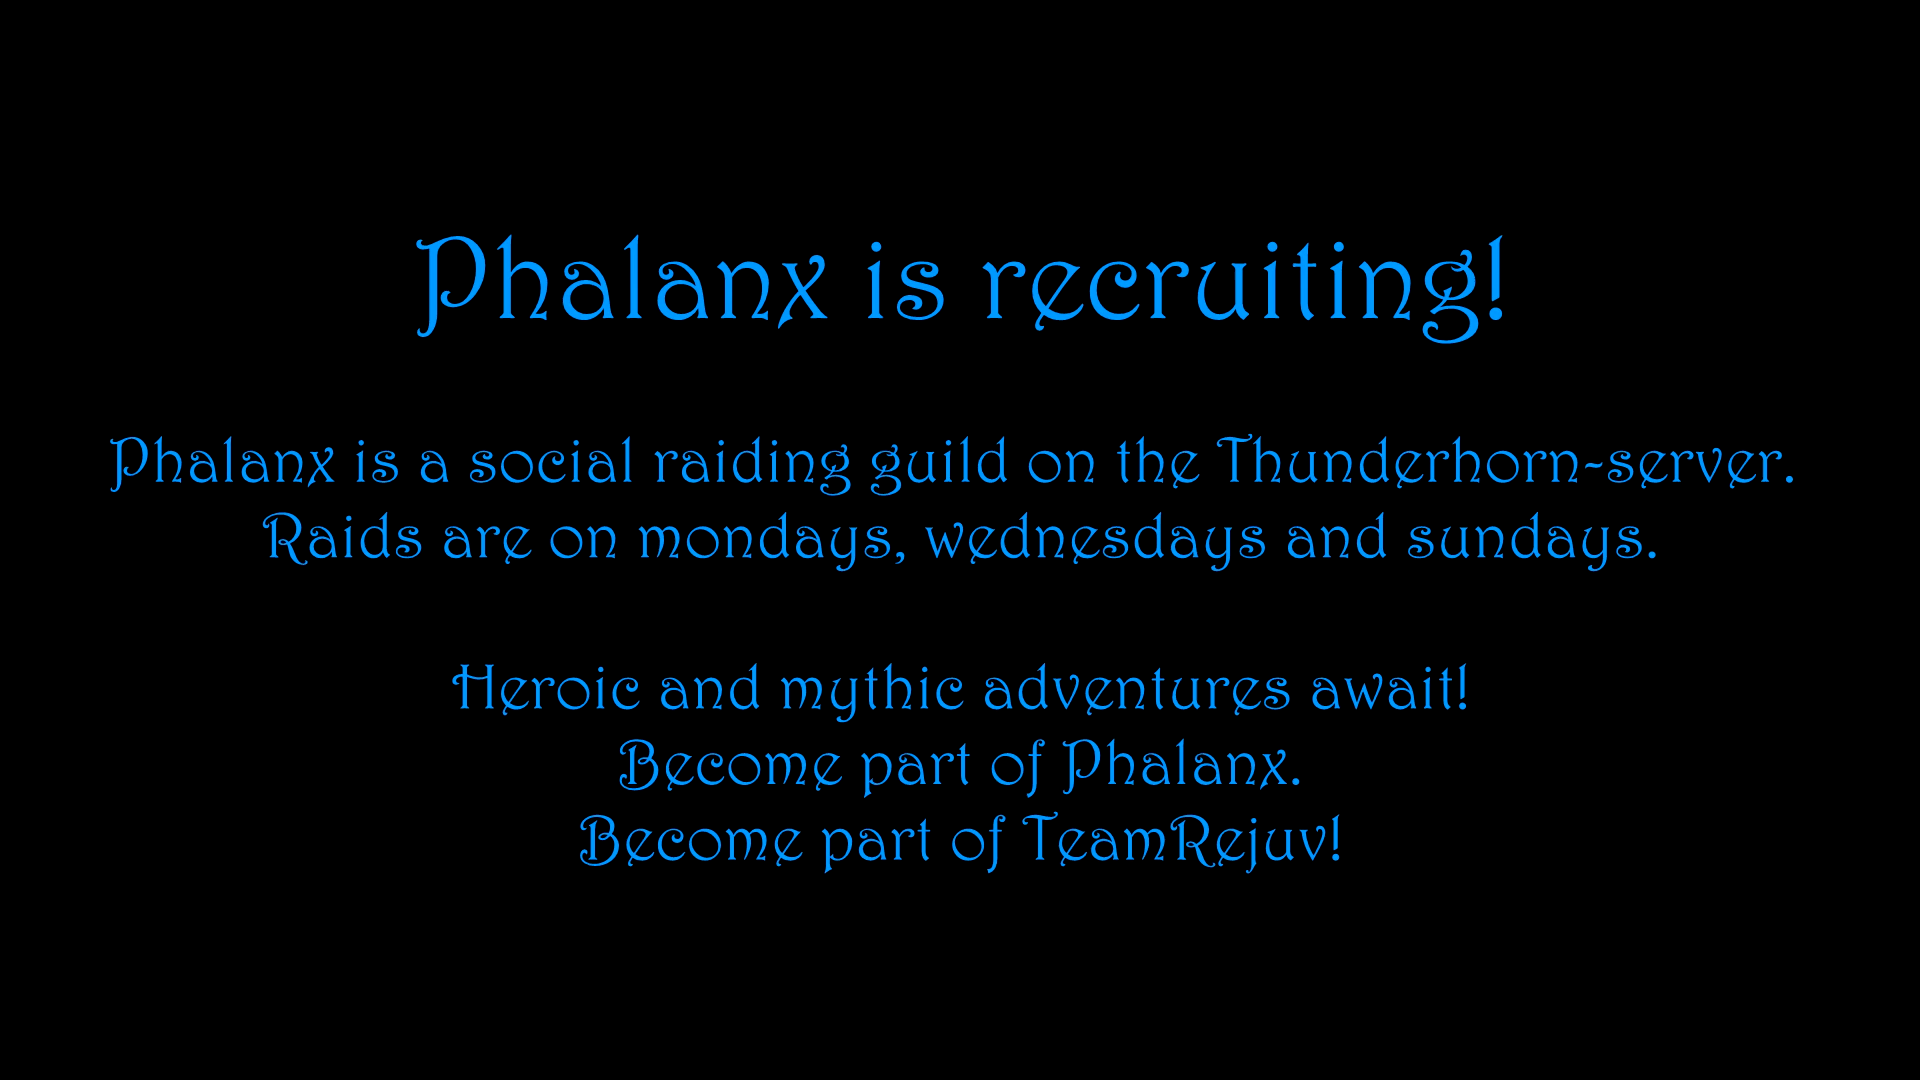 Phalanx is recruiting!
Phalanx is a social raiding guild on the Thunderhorn-server.
Raids are on mondays, wednesdays and sundays.
Heroic and mythic adventures await!
Become part of Phalanx.
Become part of TeamRejuv!